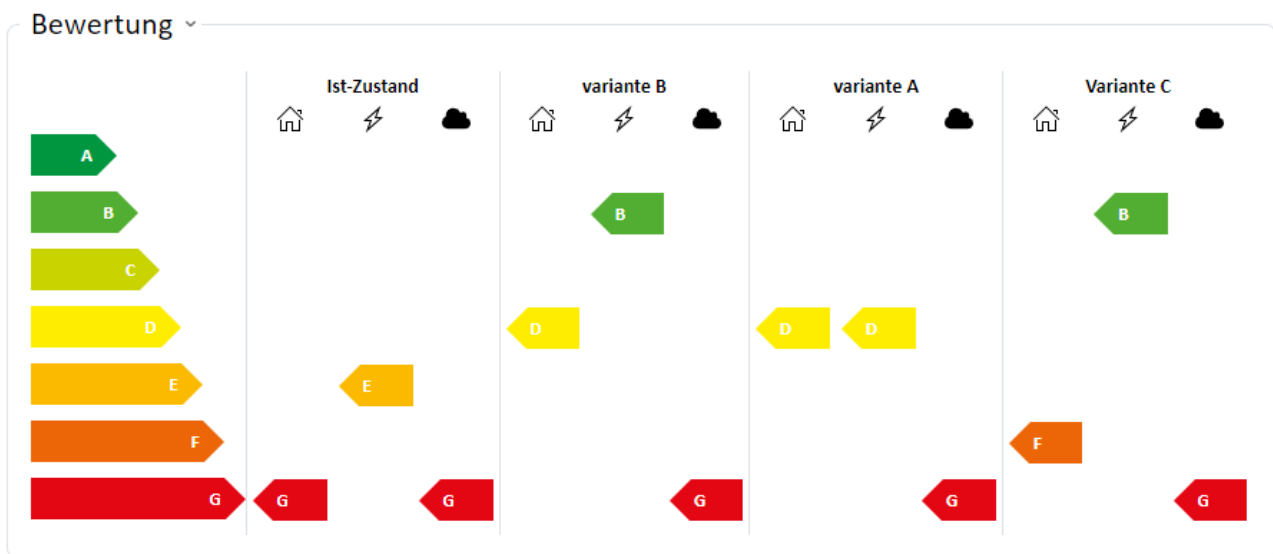 Bewertung
Ist-Zustand variante B variante A Variante C
A
B B B
C
D D D D
E E
F F
G G G G G G